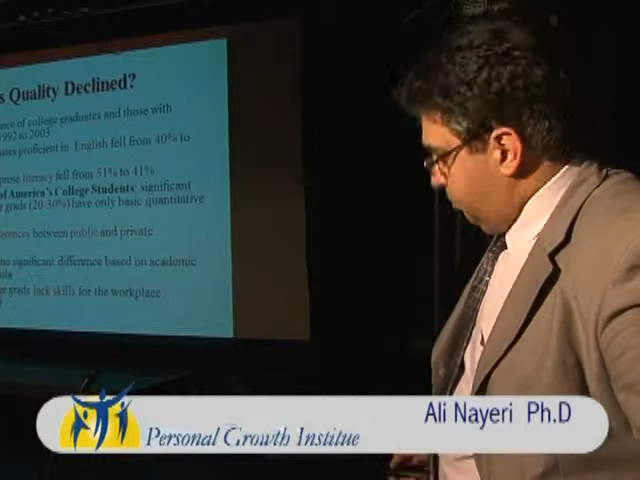 s Quality Declined?
nce of college graduates and those with
1992 to 2003
ates proficient in English fell from 40% to
prose literacy fell from 51% to 41%
of America's College Students significant
grads (20-30%) have only basic quantitative
erences between public and private
no significant difference based on academic
ula
ge grads lack skills for the workplace
Personal Growth Institue
Ali Nayeri Ph.D